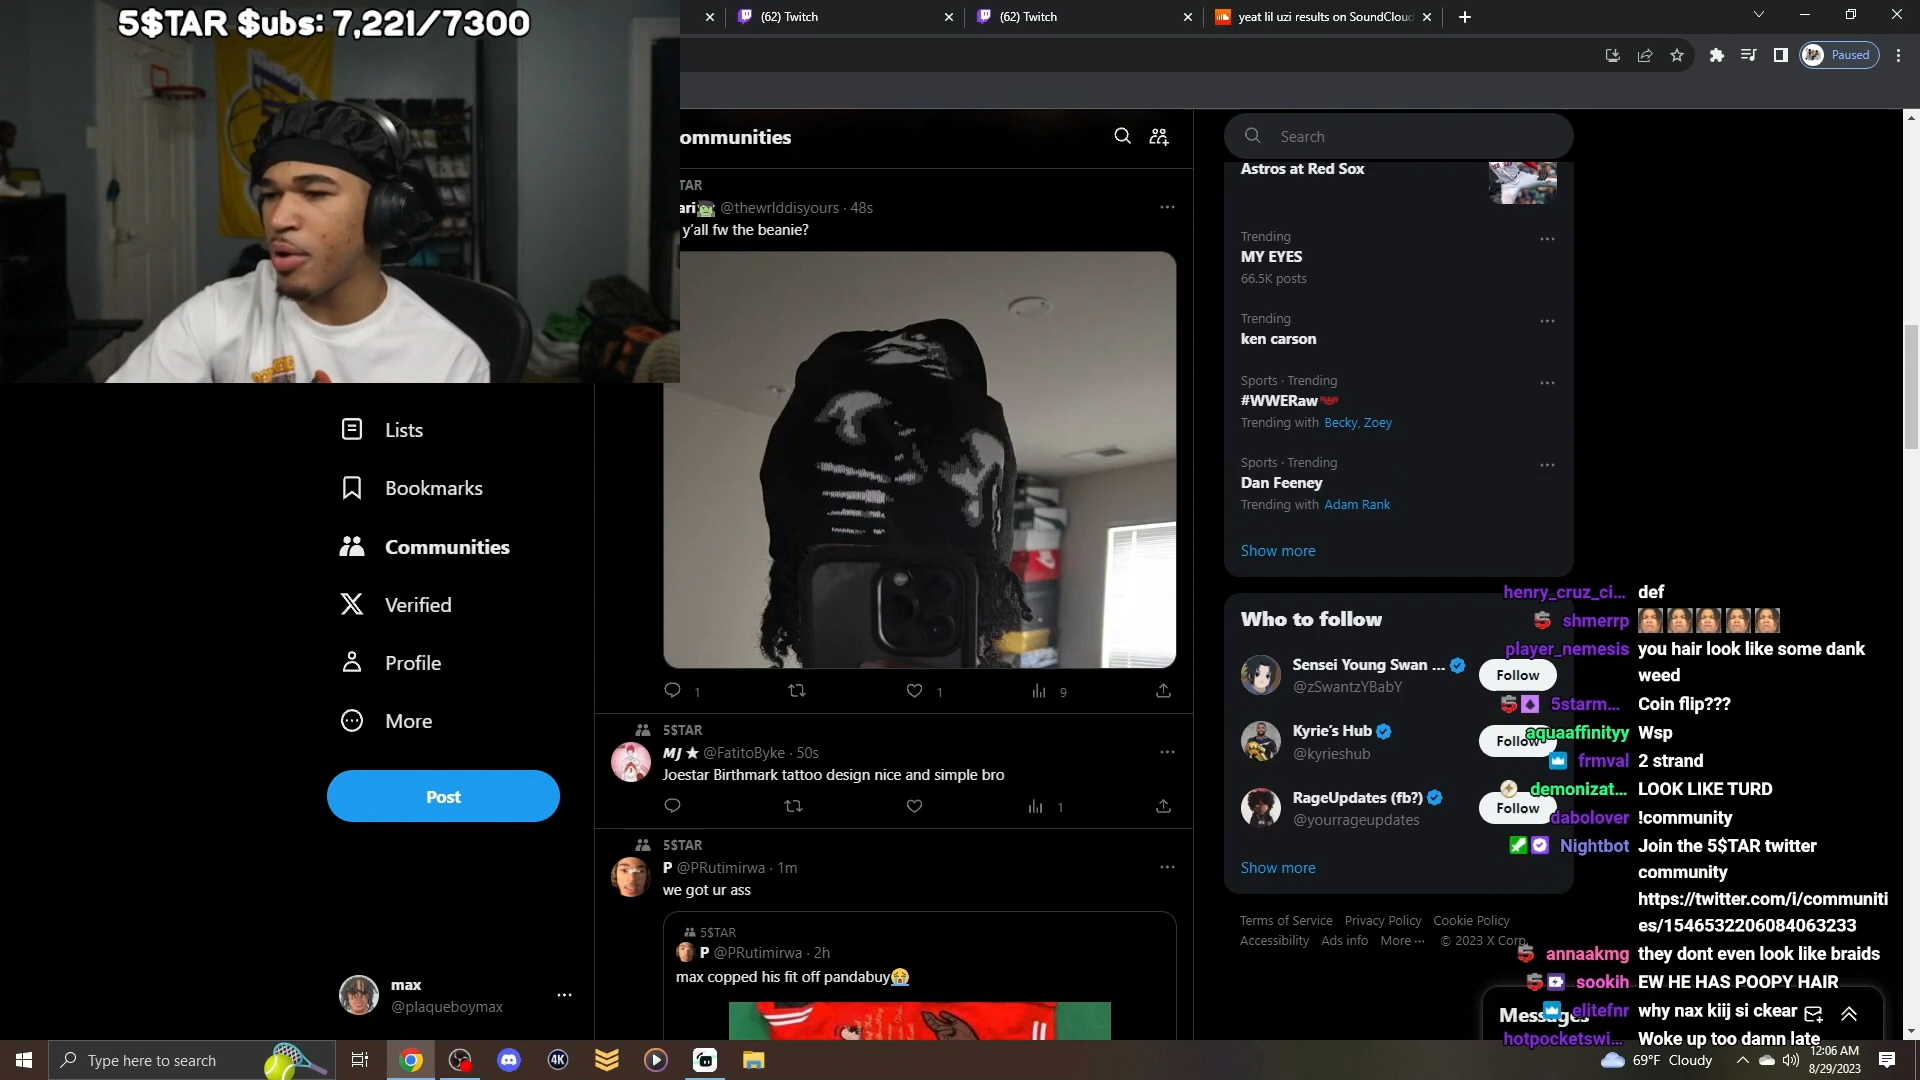 5$TAR $ubs: 7,221/7300
(62) Twitch
(62) Twitch
yeat lil uzi results on SoundClou
Paused
ommunities
Search
TAR
ari @thewrlddisyours · 48s
y'all fw the beanie?
1
1
9
5$TAR
MJ ★ @FatitoByke · 50s
Joestar Birthmark tattoo design nice and simple bro
1
5$TAR
P @PRutimirwa · 1m
we got ur ass
5$TAR
P @PRutimirwa · 2h
max copped his fit off pandabuy😭
Lists
Bookmarks
Communities
Verified
Profile
More
Post
max
@plaqueboymax
Astros at Red Sox
Trending
MY EYES
66.5K posts
Trending
ken carson
Sports · Trending
#WWERaw
Trending with Becky, Zoey
Sports · Trending
Dan Feeney
Trending with Adam Rank
Show more
Who to follow
Sensei Young Swan ...
@zSwantzYBabY
Follow
Kyrie's Hub
@kyrieshub
Follow
RageUpdates (fb?)
@yourrageupdates
Follow
Show more
Terms of Service Privacy Policy Cookie Policy
Accessibility Ads info More ··· © 2023 X Corp.
Messages
henry_cruz_ci... def
shmerrp
player_nemesis you hair look like some dank
weed
5starm... Coin flip???
aquaaffinityy Wsp
frmval 2 strand
demonizat... LOOK LIKE TURD
dabolover !community
Nightbot Join the 5$TAR twitter
community
https://twitter.com/i/communiti
es/1546532206084063233
annaakmg they dont even look like braids
sookih EW HE HAS POOPY HAIR
elitefnr why nax kiij si ckear
hotpocketswi... Woke up too damn late
Type here to search
4K
69°F Cloudy
12:06 AM
8/29/2023